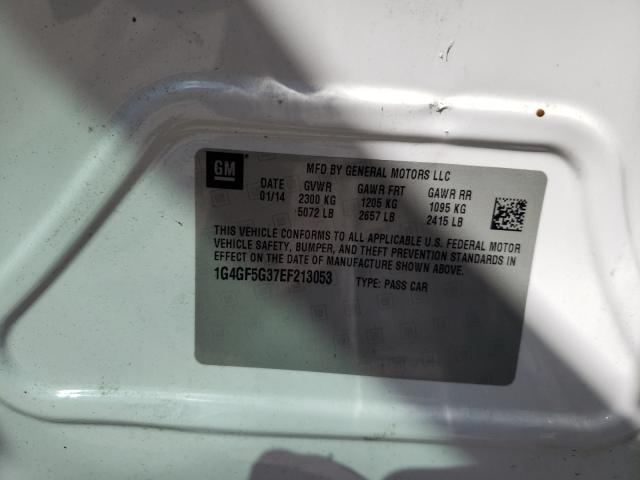 GM
MFD BY GENERAL MOTORS LLC
DATE GVWR GAWR FRT GAWR RR
01/14 2300 KG 1205 KG 1095 KG
5072 LB 2657 LB 2415 LB
THIS VEHICLE CONFORMS TO ALL APPLICABLE U.S. FEDERAL MOTOR
VEHICLE SAFETY, BUMPER, AND THEFT PREVENTION STANDARDS IN
EFFECT ON THE DATE OF MANUFACTURE SHOWN ABOVE.
1G4GF5G37EF213053 TYPE: PASS CAR